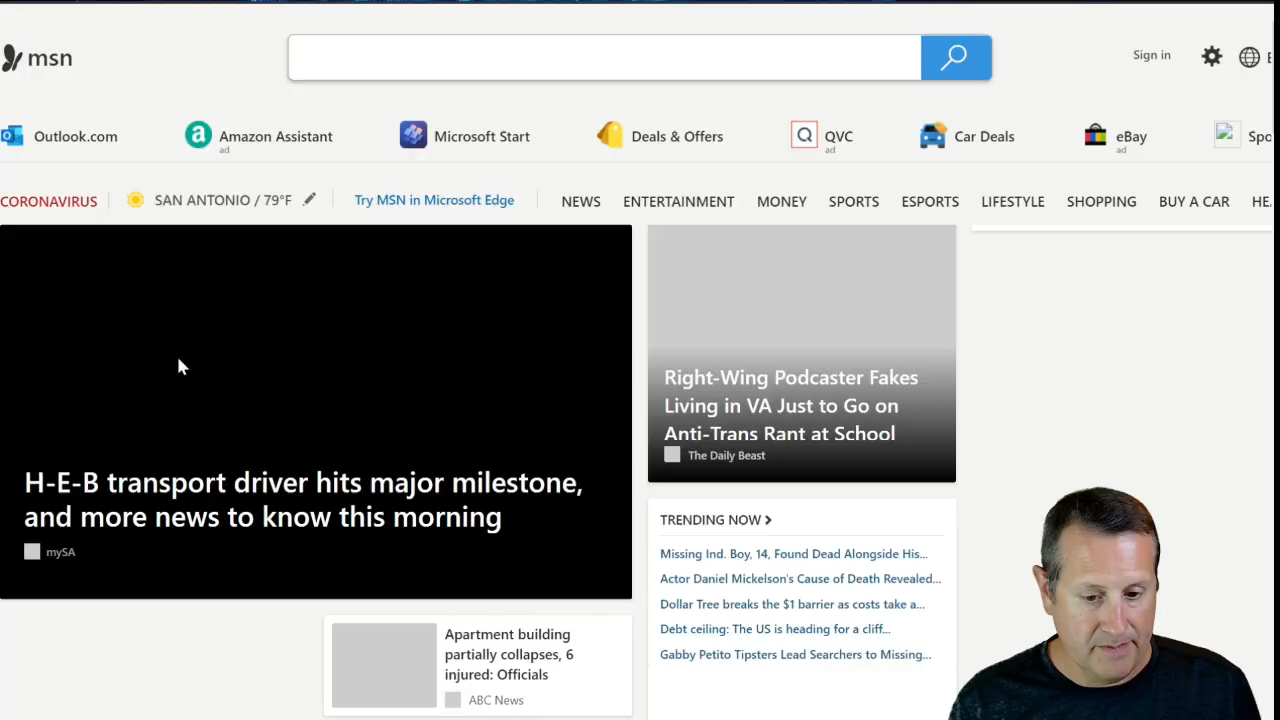 msn
Sign in
Outlook.com
Amazon Assistant
ad
Microsoft Start
Deals & Offers
QVC
ad
Car Deals
eBay
ad
CORONAVIRUS
SAN ANTONIO / 79°F
Try MSN in Microsoft Edge
NEWS
ENTERTAINMENT
MONEY
SPORTS
ESPORTS
LIFESTYLE
SHOPPING
BUY A CAR
H-E-B transport driver hits major milestone,
and more news to know this morning
mySA
Right-Wing Podcaster Fakes
Living in VA Just to Go on
Anti-Trans Rant at School
The Daily Beast
TRENDING NOW
Missing Ind. Boy, 14, Found Dead Alongside His...
Actor Daniel Mickelson's Cause of Death Revealed...
Dollar Tree breaks the $1 barrier as costs take a...
Debt ceiling: The US is heading for a cliff...
Gabby Petito Tipsters Lead Searchers to Missing...
Apartment building
partially collapses, 6
injured: Officials
ABC News